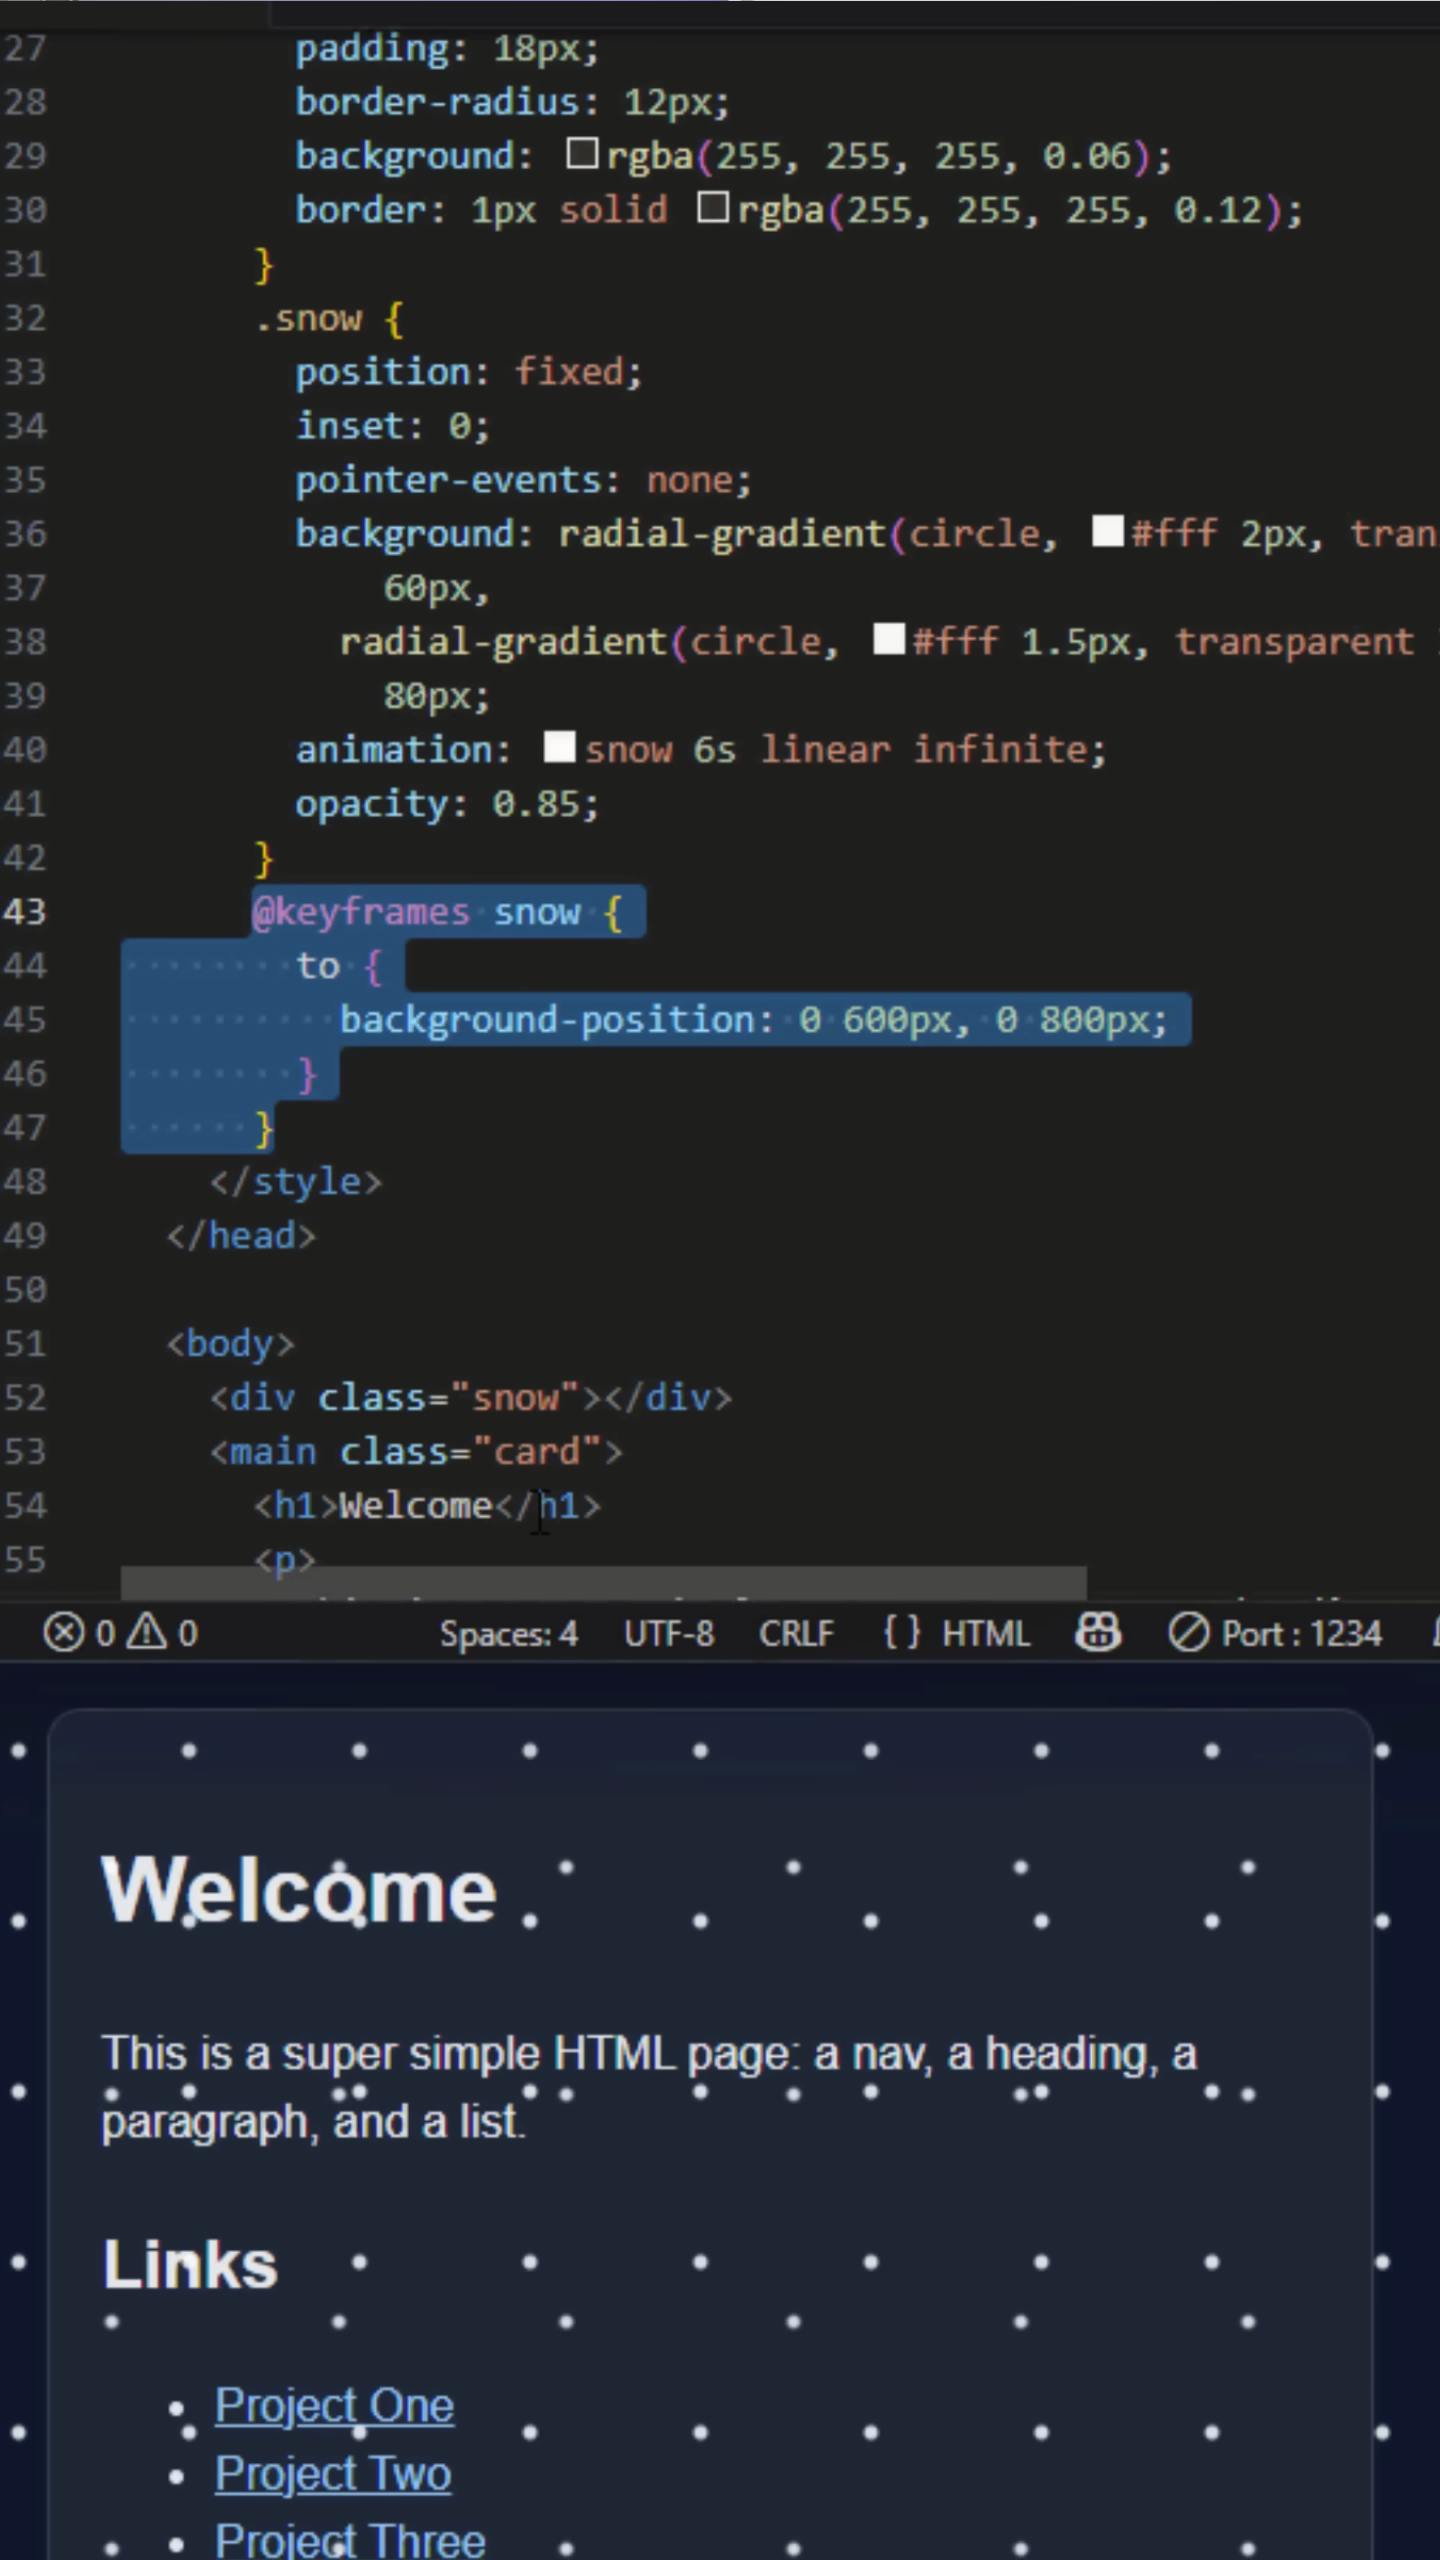 27 padding: 18px;
28 border-radius: 12px;
29 background: rgba(255, 255, 255, 0.06);
30 border: 1px solid rgba(255, 255, 255, 0.12);
31 }
32 .snow {
33 position: fixed;
34 inset: 0;
35 pointer-events: none;
36 background: radial-gradient(circle, #fff 2px, tran
37 60px,
38 radial-gradient(circle, #fff 1.5px, transparent
39 80px;
40 animation: snow 6s linear infinite;
41 opacity: 0.85;
42 }
43 @keyframes snow {
44 to {
45 background-position: 0 600px, 0 800px;
46 }
47 }
48 </style>
49 </head>
50
51 <body>
52 <div class="snow"></div>
53 <main class="card">
54 <h1>Welcome</h1>
55 <p>
0 0 Spaces: 4 UTF-8 CRLF {} HTML Port : 1234
Welcome
This is a super simple HTML page: a nav, a heading, a
paragraph, and a list.
Links
Project One
Project Two
Project Three